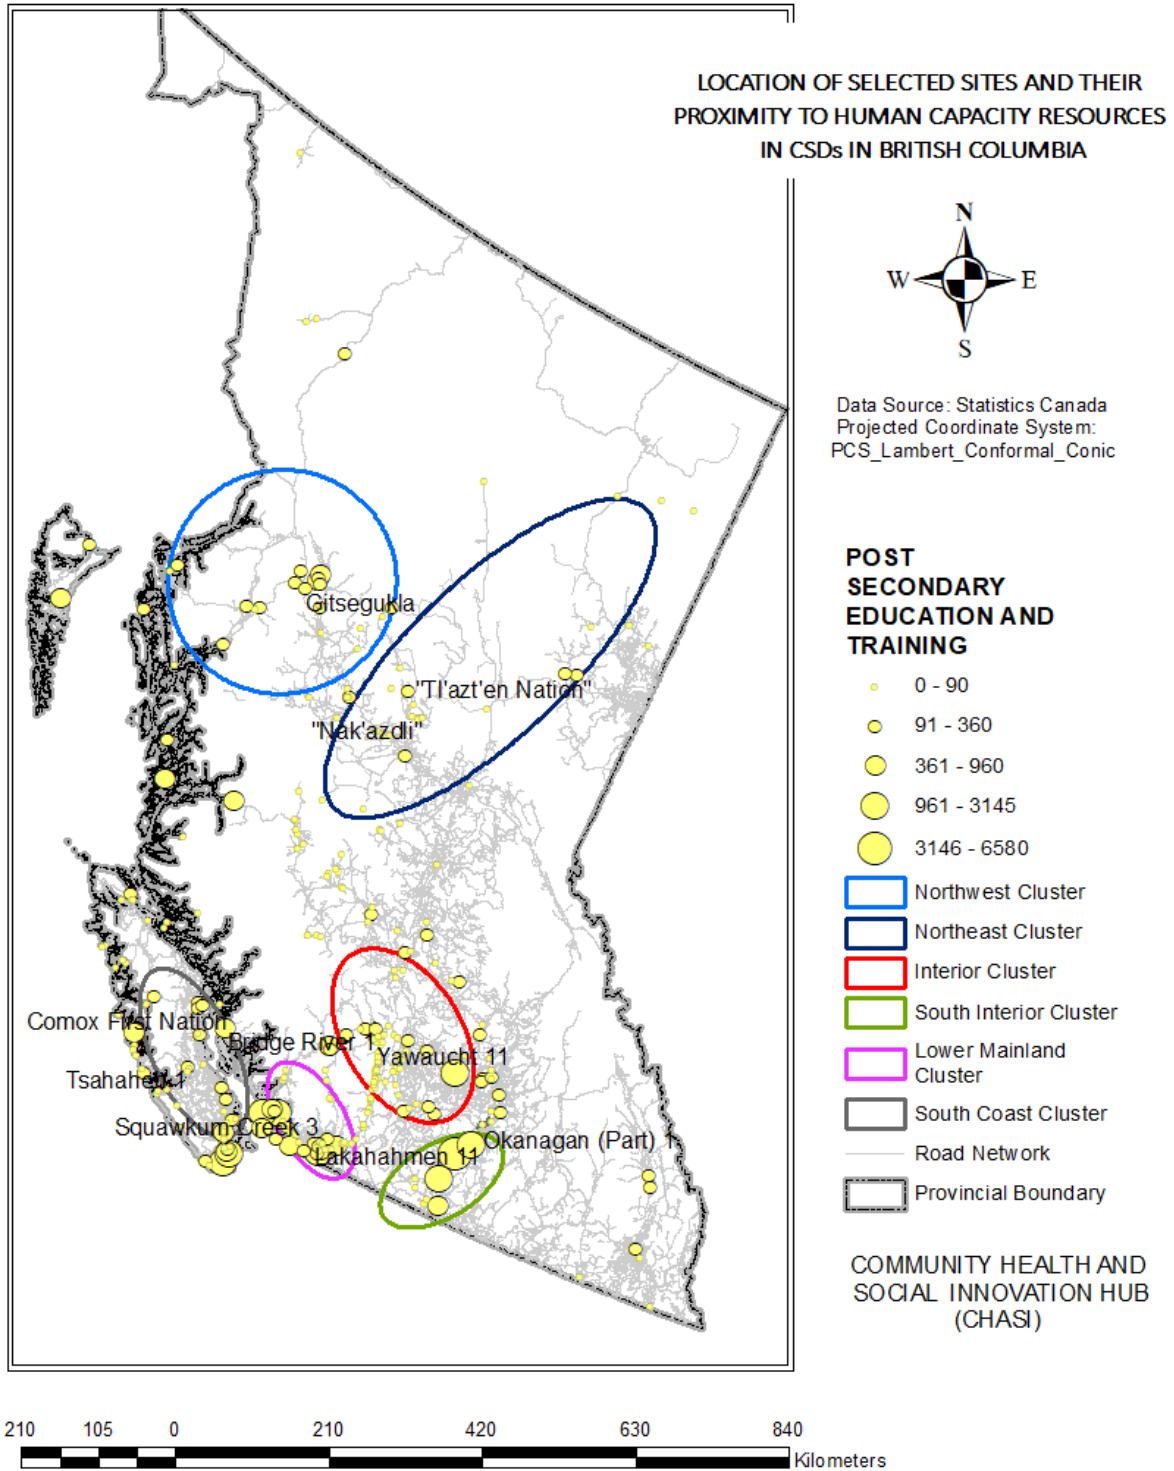 LOCATION OF SELECTED SITES AND THEIR
PROXIMITY TO HUMAN CAPACITY RESOURCES
IN CSDs IN BRITISH COLUMBIA
N
W E
S
Data Source: Statistics Canada
Projected Coordinate System:
PCS_Lambert_Conformal_Conic
Gitsegukla
"Tl'azt'en Nation"
"Nak'azdli"
Comox First Nation
Bridge River 1
Yawaucht 11
Squawkum Creek 3
Okanagan (Part) 1
Lakahahmen 11
POST
SECONDARY
EDUCATION AND
TRAINING
0 - 90
91 - 360
361 - 960
961 - 3145
3146 - 6580
Northwest Cluster
Northeast Cluster
Interior Cluster
South Interior Cluster
Lower Mainland
Cluster
South Coast Cluster
Road Network
Provincial Boundary
COMMUNITY HEALTH AND
SOCIAL INNOVATION HUB
(CHASI)
210 105 0 210 420 630 840
Kilometers